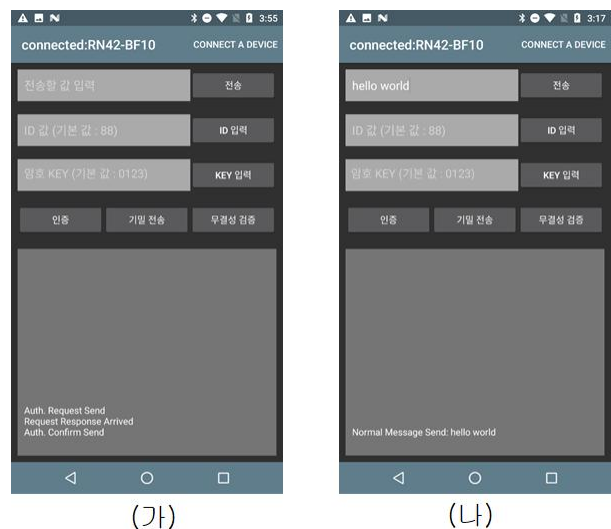 3:55
connected:RN42-BF10 CONNECT A DEVICE
전송할 값 입력 전송
ID 값 (기본 값 : 88) ID 입력
암호 KEY (기본 값 : 0123) KEY 입력
인증 기밀 전송 무결성 검증
Auth. Request Send
Request Response Arrived
Auth. Confirm Send
(가)
3:17
connected:RN42-BF10 CONNECT A DEVICE
hello world 전송
ID 값 (기본 값 : 88) ID 입력
암호 KEY (기본 값 : 0123) KEY 입력
인증 기밀 전송 무결성 검증
Normal Message Send: hello world
(나)